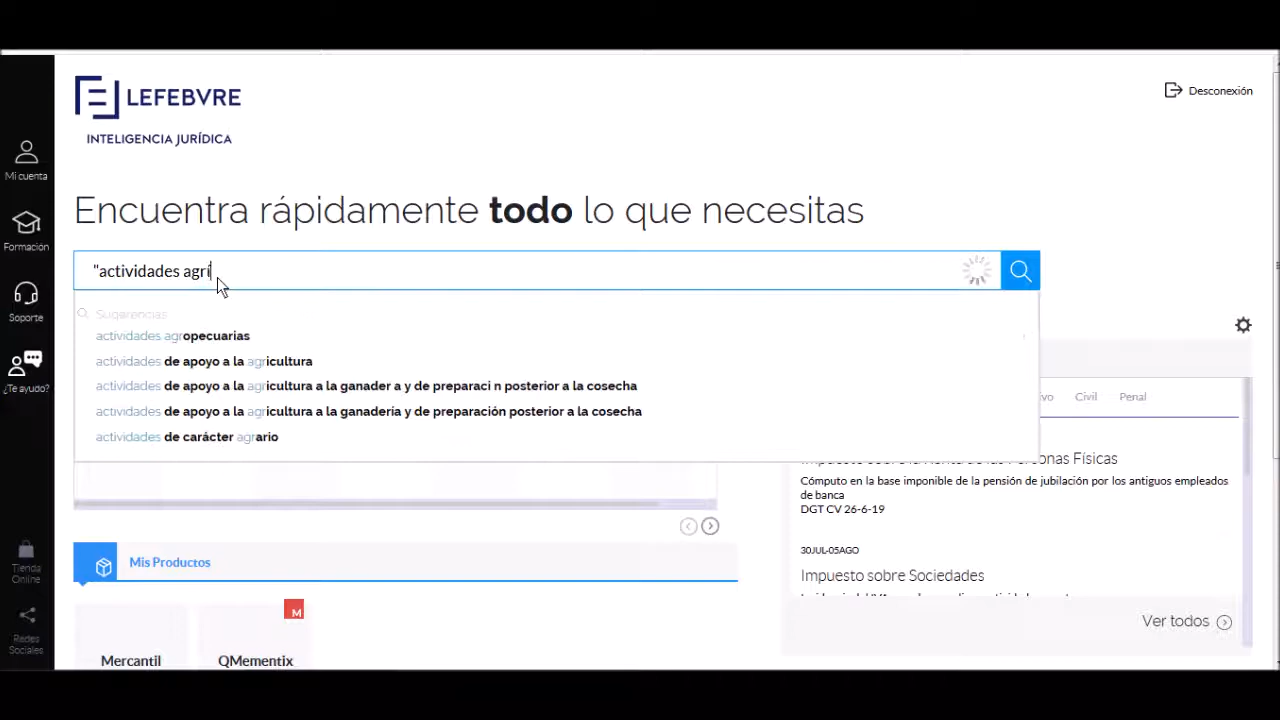 LEFEBVRE
INTELIGENCIA JURÍDICA
Desconexión
Mi cuenta
Formación
Soporte
¿Te ayudo?
Tienda
Online
Redes
Sociales
Encuentra rápidamente todo lo que necesitas
"actividades agri
Sugerencias
actividades agropecuarias
actividades de apoyo a la agricultura
actividades de apoyo a la agricultura a la ganader a y de preparaci n posterior a la cosecha
actividades de apoyo a la agricultura a la ganadería y de preparación posterior a la cosecha
actividades de carácter agrario
vo Civil Penal
Impuesto sobre la Renta de las Personas Físicas
Cómputo en la base imponible de la pensión de jubilación por los antiguos empleados
de banca
DGT CV 26-6-19
30JUL-05AGO
Impuesto sobre Sociedades
Ver todos
Mis Productos
M
Mercantil
QMementix